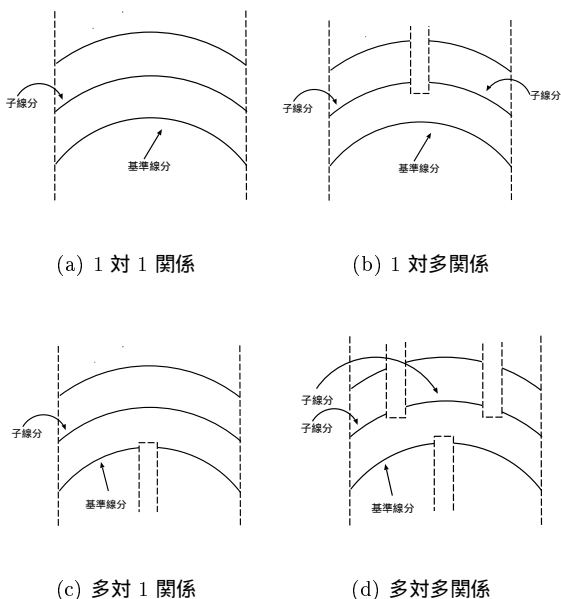 子線分
基準線分
(a) 1 対 1 関係
子線分
子線分
基準線分
(b) 1 対多関係
子線分
基準線分
(c) 多対 1 関係
子線分
子線分
基準線分
(d) 多対多関係